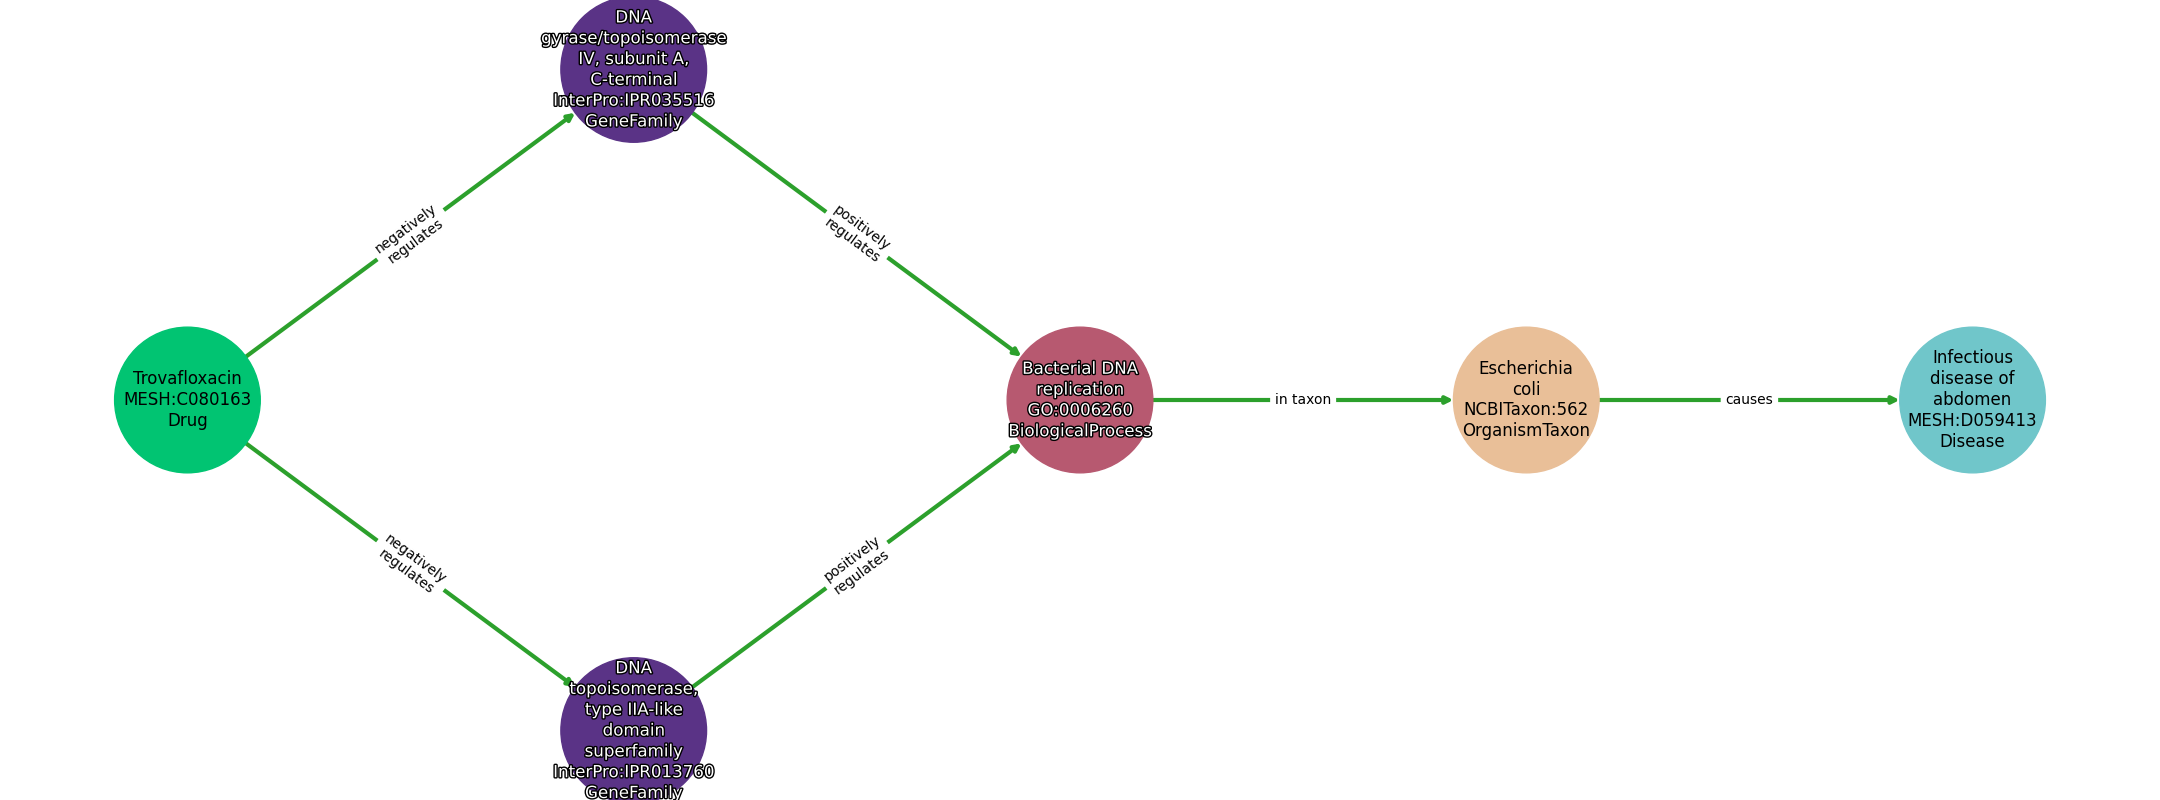 DNA
gyrase/topoisomerase
IV, subunit A,
C-terminal
InterPro:IPR035516
GeneFamily
negatively
regulates
positively
regulates
Trovafloxacin
MESH:C080163
Drug
Bacterial DNA
replication
GO:0006260
BiologicalProcess
in taxon
Escherichia
coli
NCBITaxon:562
OrganismTaxon
causes
Infectious
disease of
abdomen
MESH:D059413
Disease
negatively
regulates
positively
regulates
DNA
topoisomerase,
type IIA-like
domain
superfamily
InterPro:IPR013760
GeneFamily